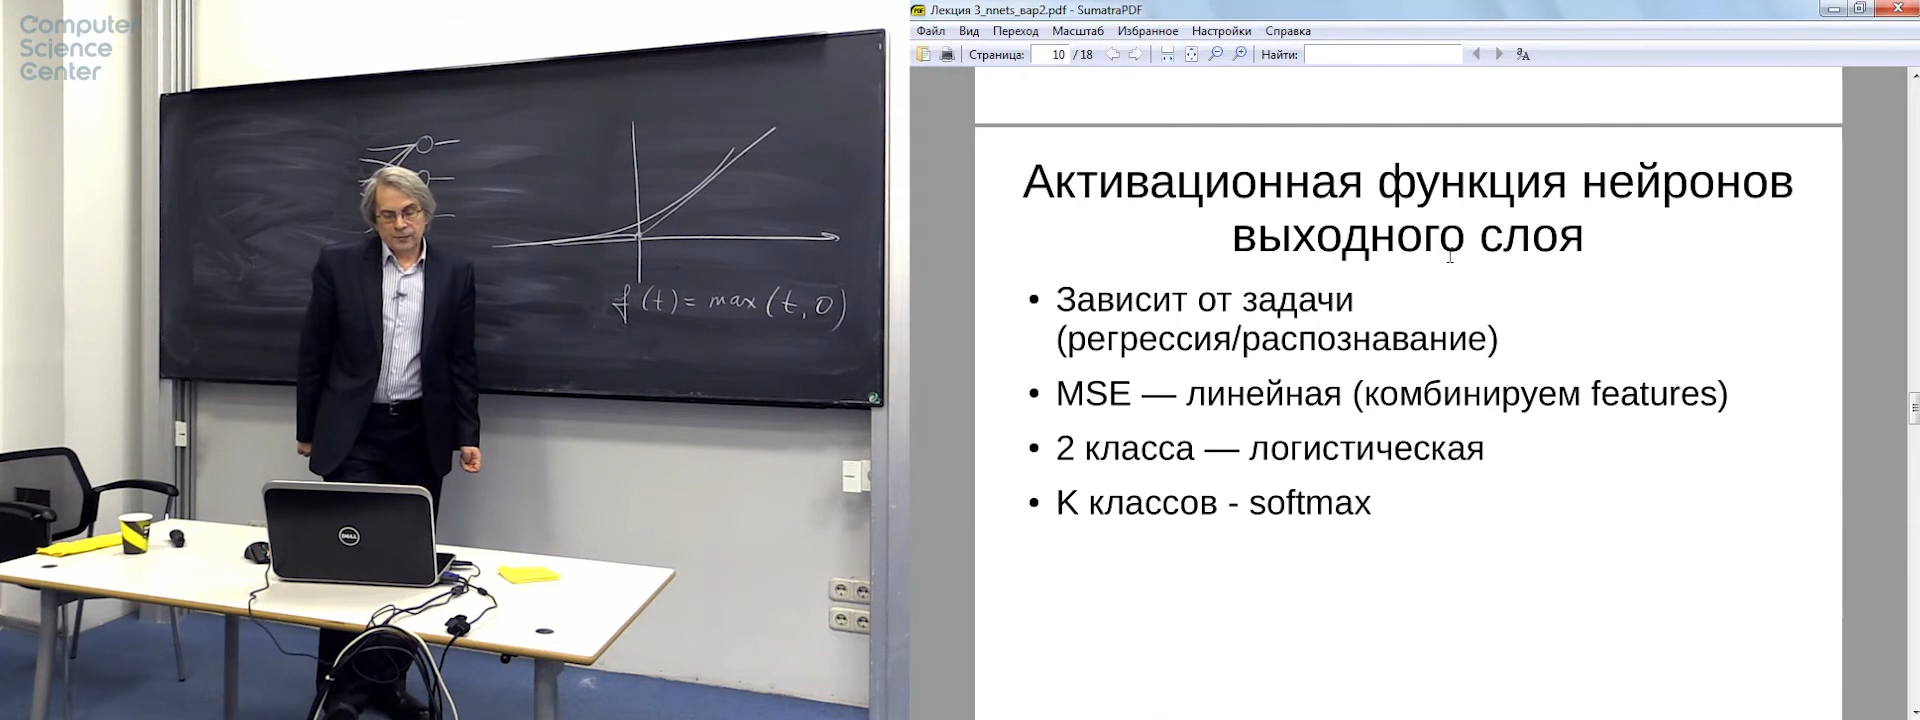 Computer
Science
Center
f(t) = max(t, 0)
DELL
Лекция 3_nnets_вар2.pdf - SumatraPDF
Файл Вид Переход Масштаб Избранное Настройки Справка
Страница: 10 / 18 Найти:
Активационная функция нейронов
выходного слоя
• Зависит от задачи
(регрессия/распознавание)
• MSE — линейная (комбинируем features)
• 2 класса — логистическая
• K классов - softmax